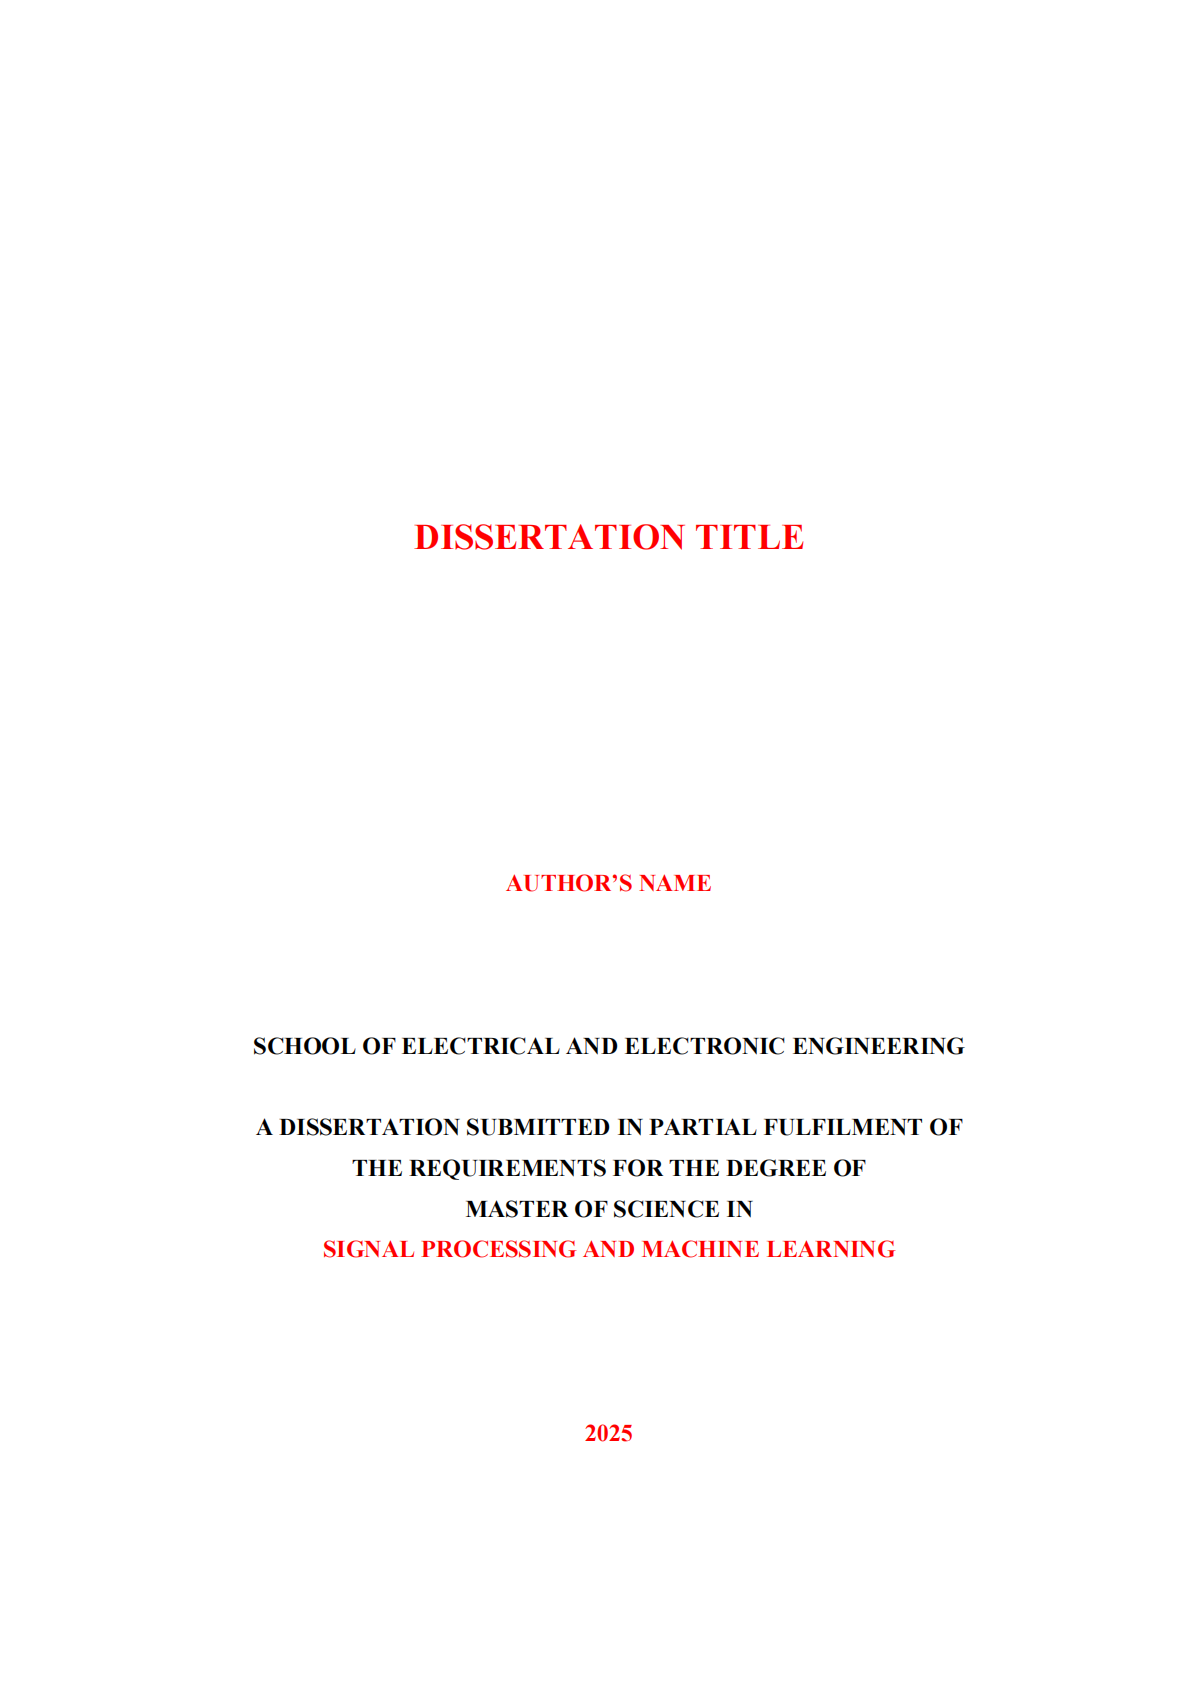 DISSERTATION TITLE
AUTHOR’S NAME
SCHOOL OF ELECTRICAL AND ELECTRONIC ENGINEERING
A DISSERTATION SUBMITTED IN PARTIAL FULFILMENT OF
THE REQUIREMENTS FOR THE DEGREE OF
MASTER OF SCIENCE IN
SIGNAL PROCESSING AND MACHINE LEARNING
2025